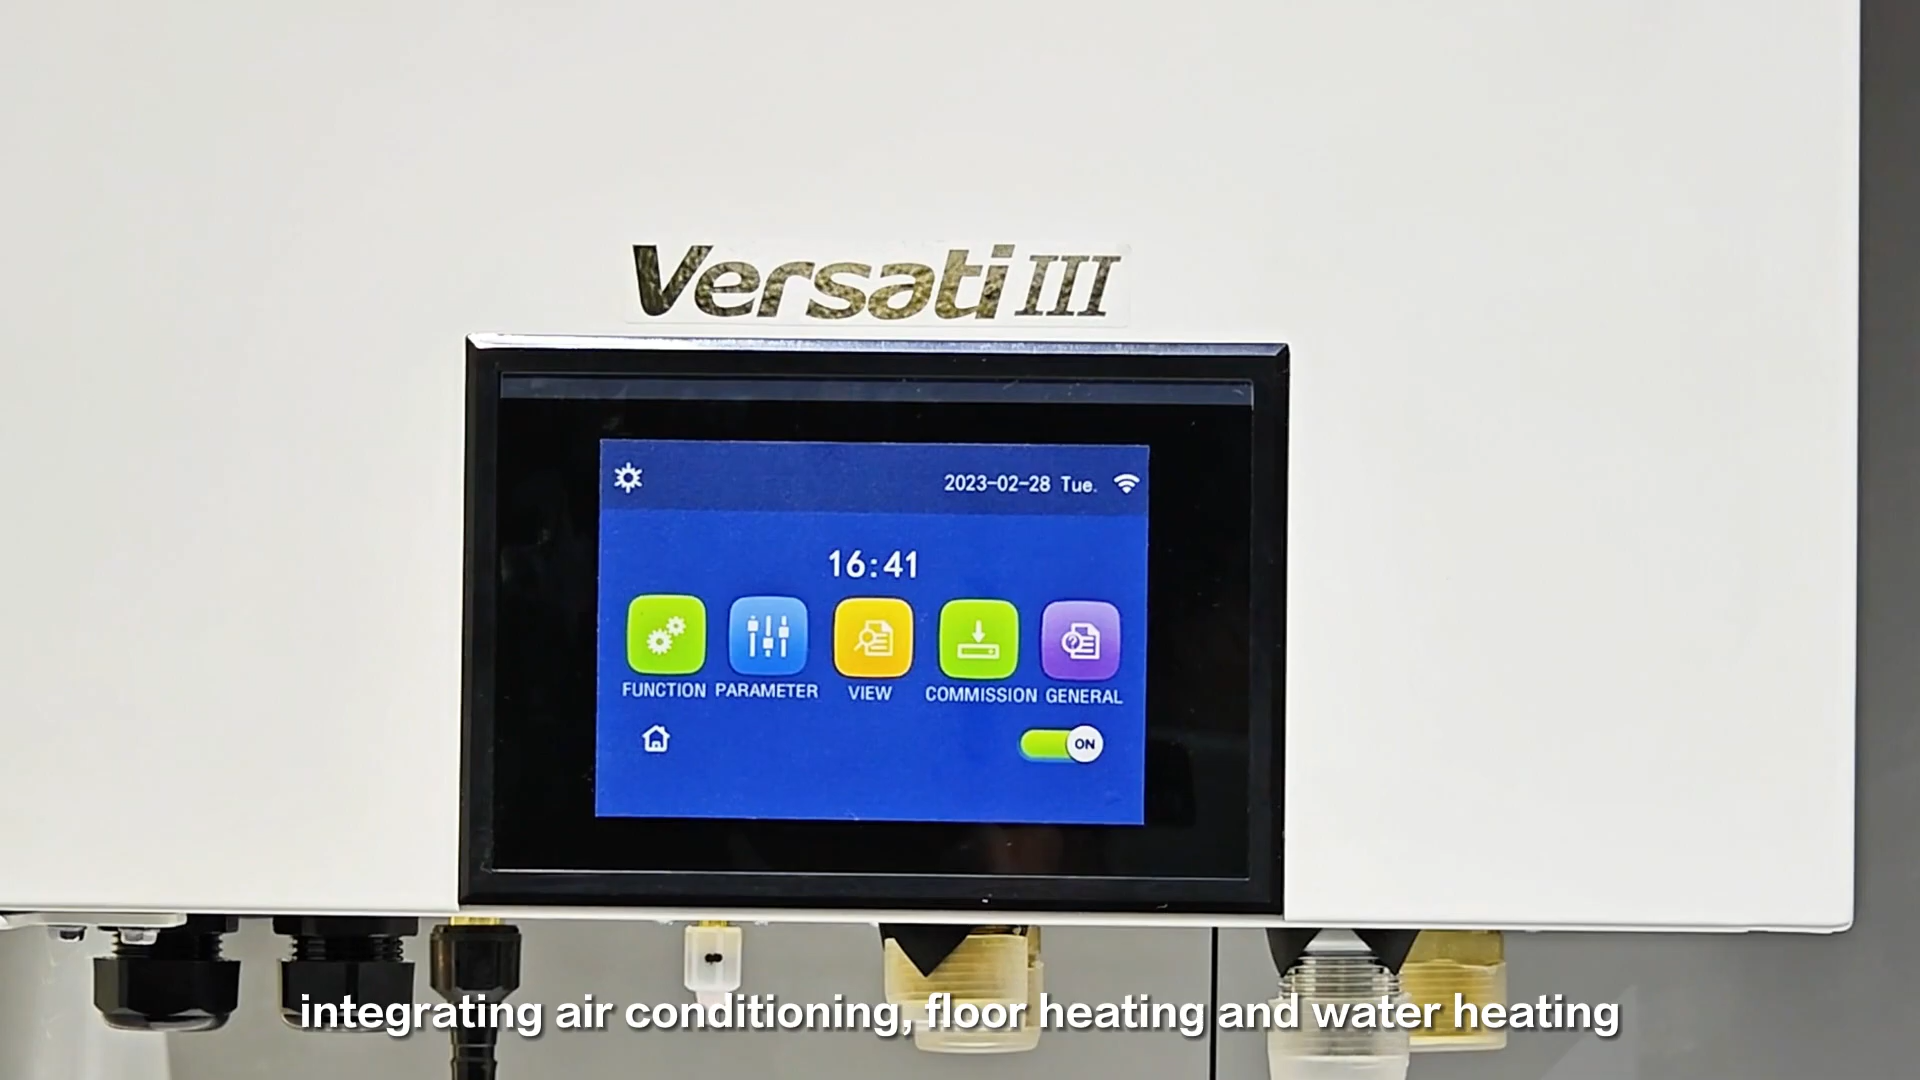 Versati III
2023-02-28 Tue.
16:41
FUNCTION PARAMETER VIEW COMMISSION GENERAL
ON
integrating air conditioning, floor heating and water heating